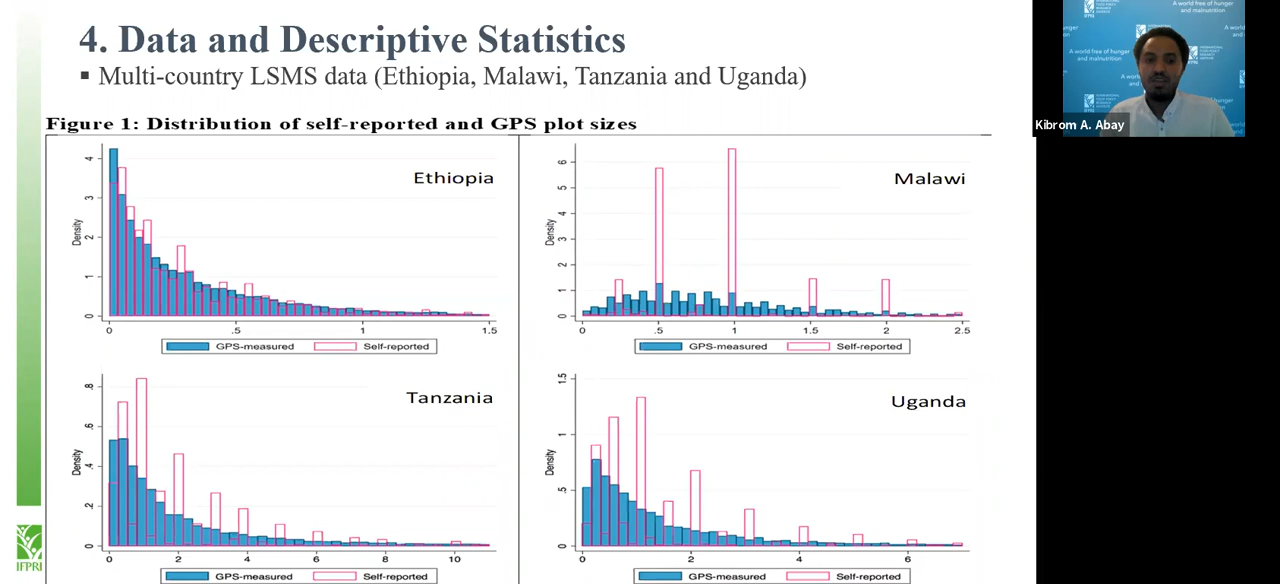 4. Data and Descriptive Statistics
▪ Multi-country LSMS data (Ethiopia, Malawi, Tanzania and Uganda)
Figure 1: Distribution of self-reported and GPS plot sizes
Ethiopia
Density
0 1 2 3 4
0 .5 1 1.5
GPS-measured Self-reported
Malawi
Density
0 1 2 3 4 5 6
0 .5 1 1.5 2 2.5
GPS-measured Self-reported
Tanzania
Density
0 .2 .4 .6 .8
0 2 4 6 8 10
GPS-measured Self-reported
Uganda
Density
0 .5 1 1.5
0 2 4 6
GPS-measured Self-reported
IFPRI
A world free of hunger
and malnutrition
IFPRI
Kibrom A. Abay